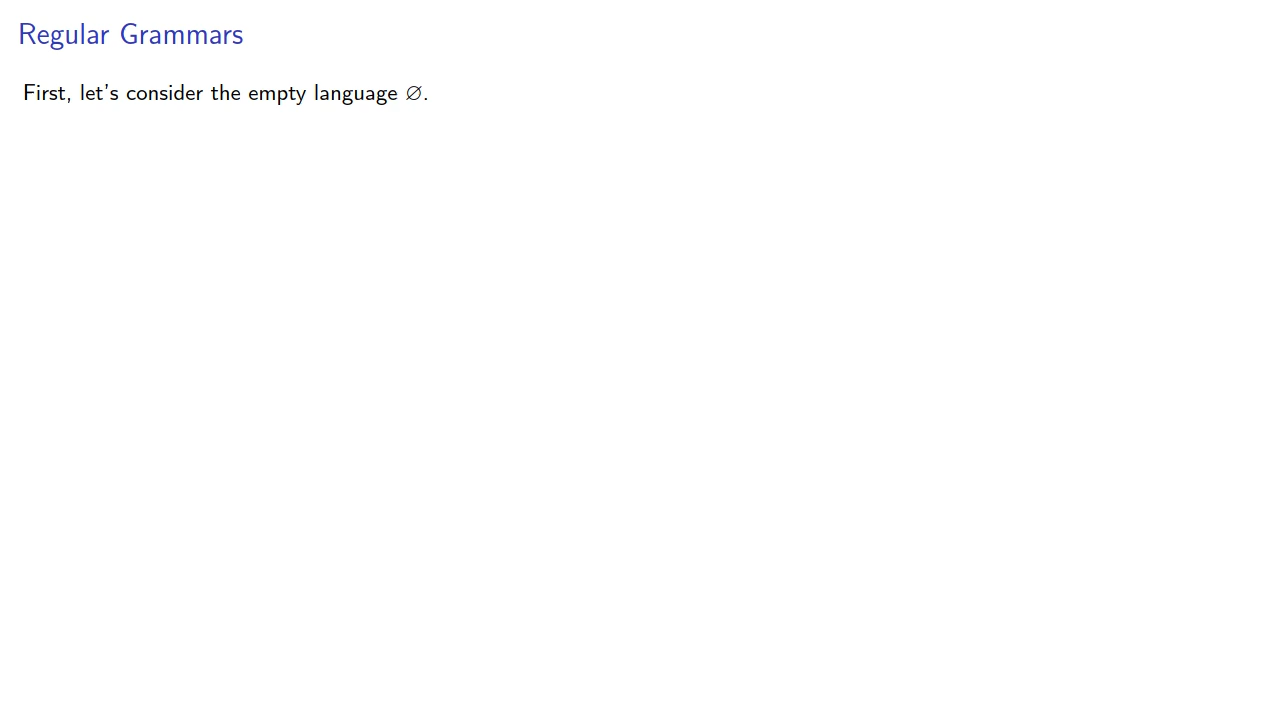 Regular Grammars
First, let's consider the empty language ∅.